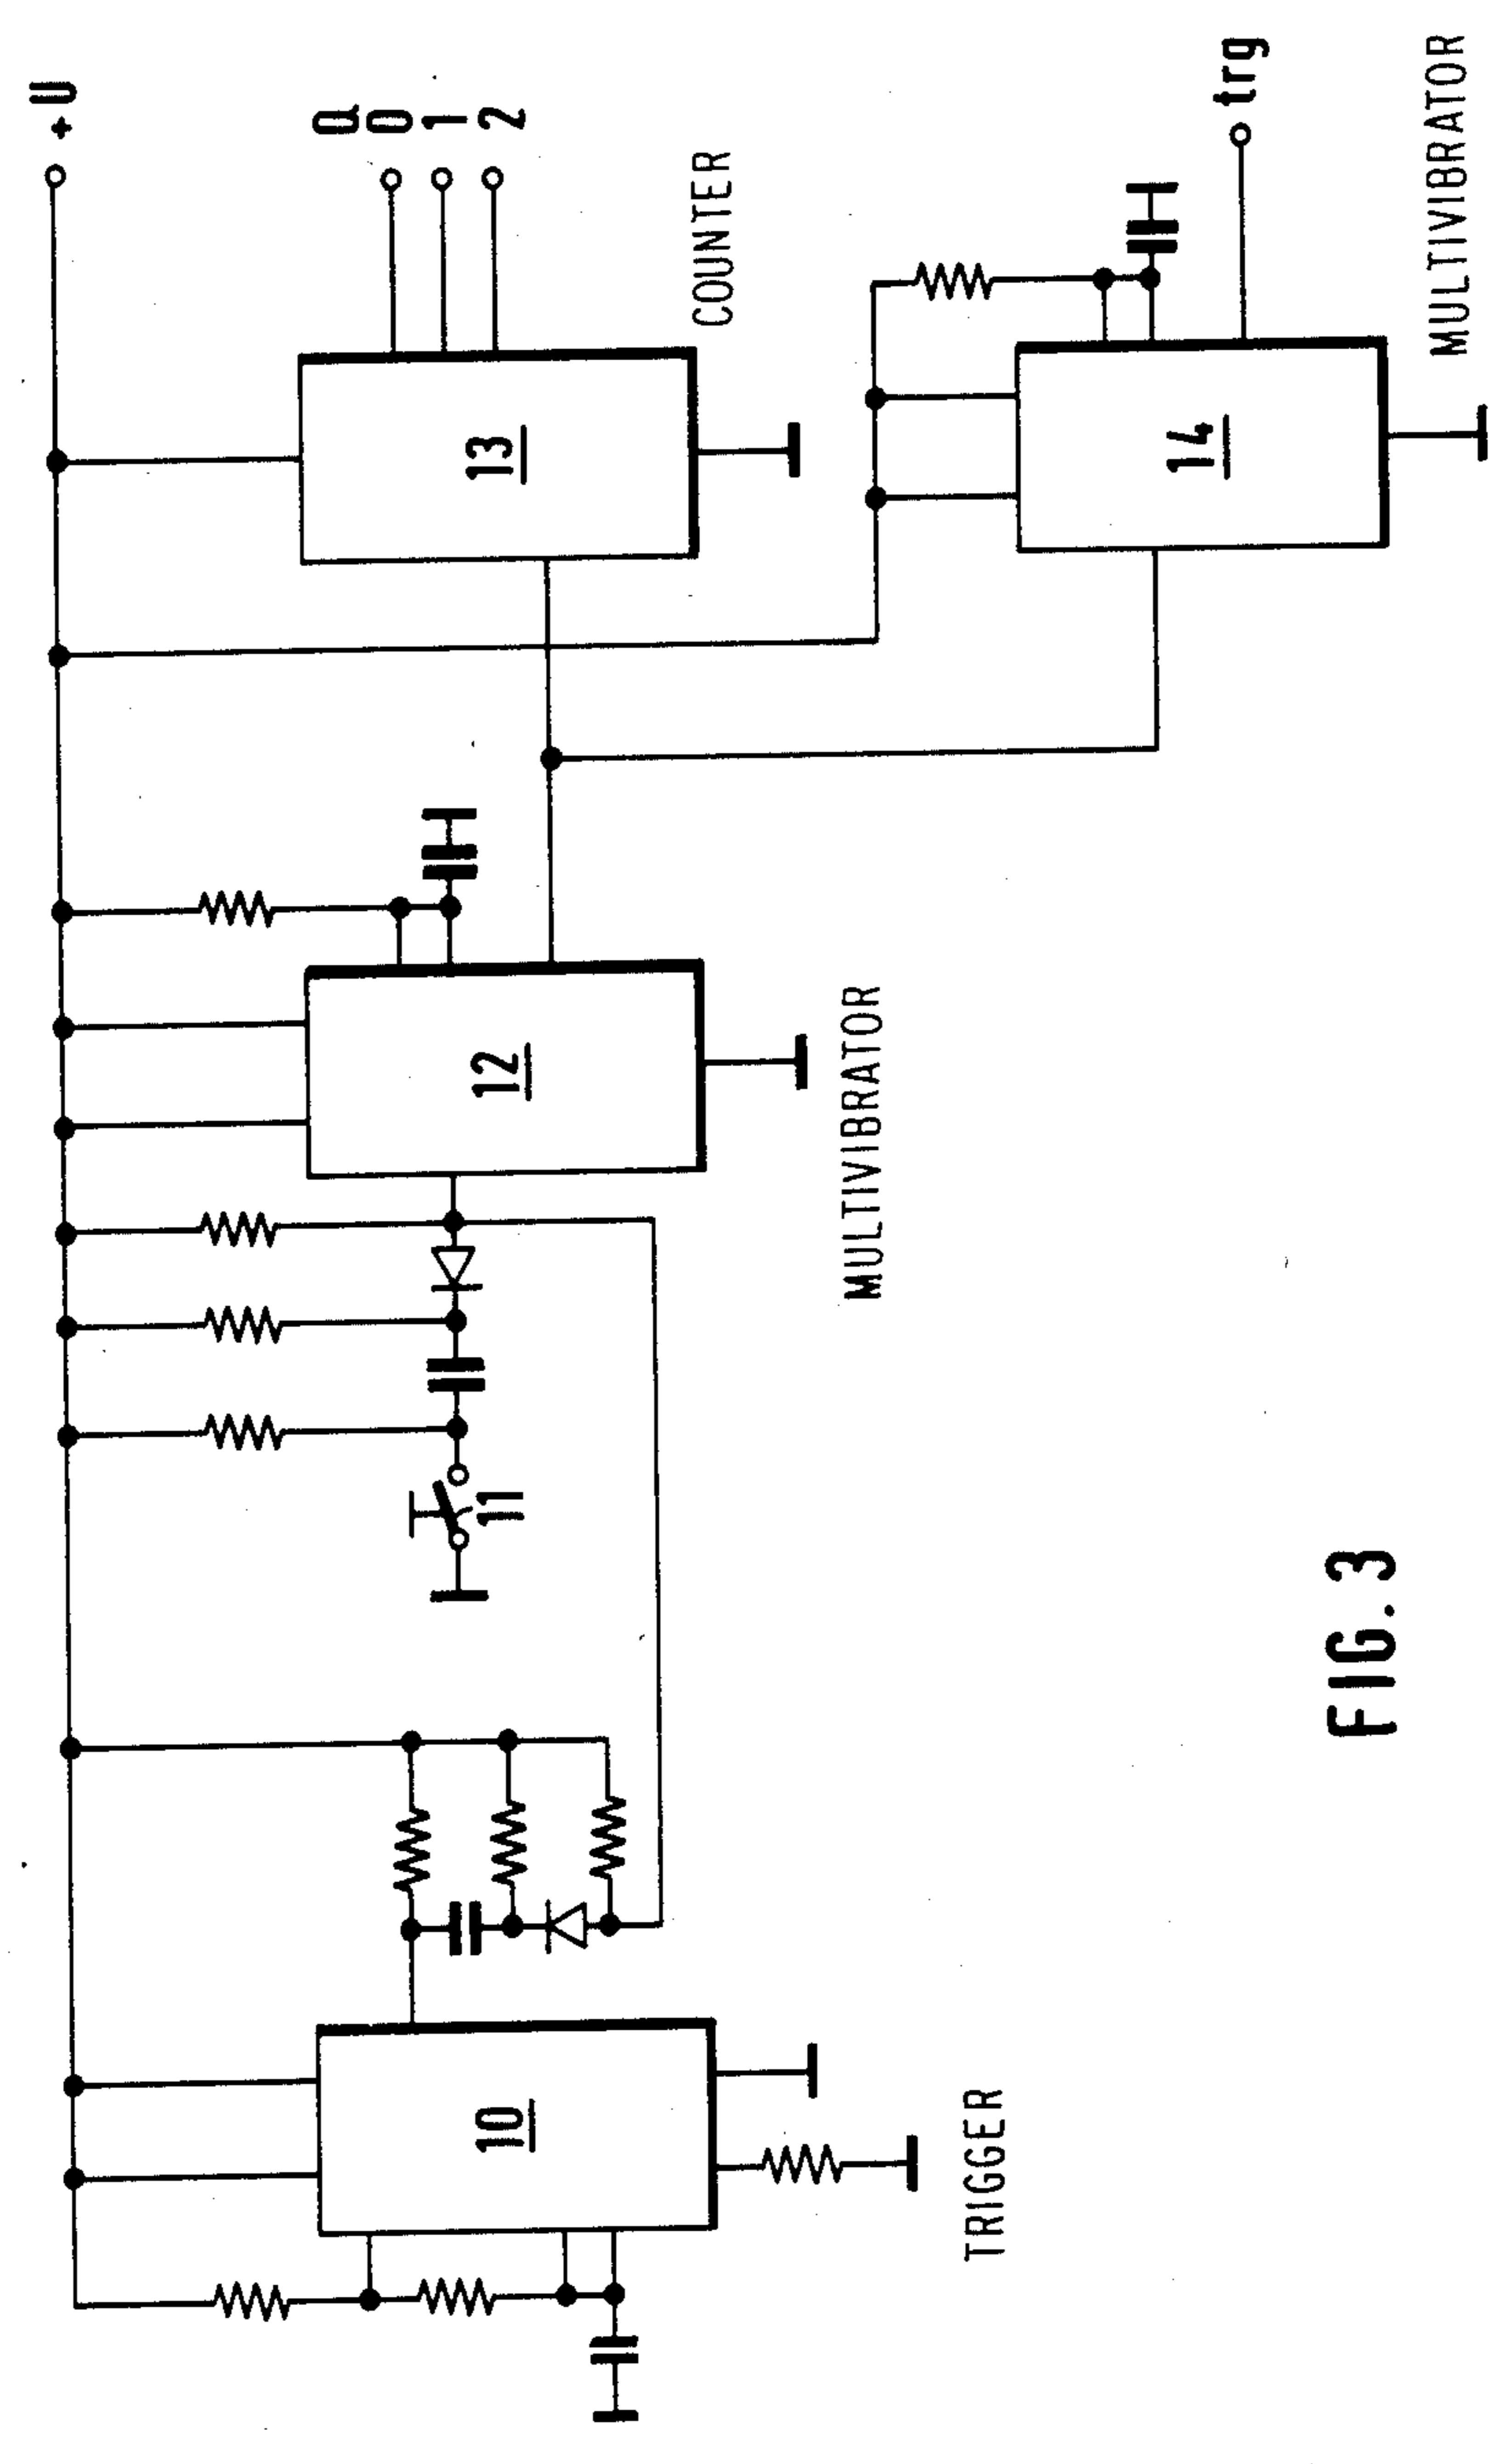 +U
Q
0
1
2
COUNTER
13
trg
MULTIVIBRATOR
14
12
MULTIVIBRATOR
11
10
TRIGGER
FIG. 3